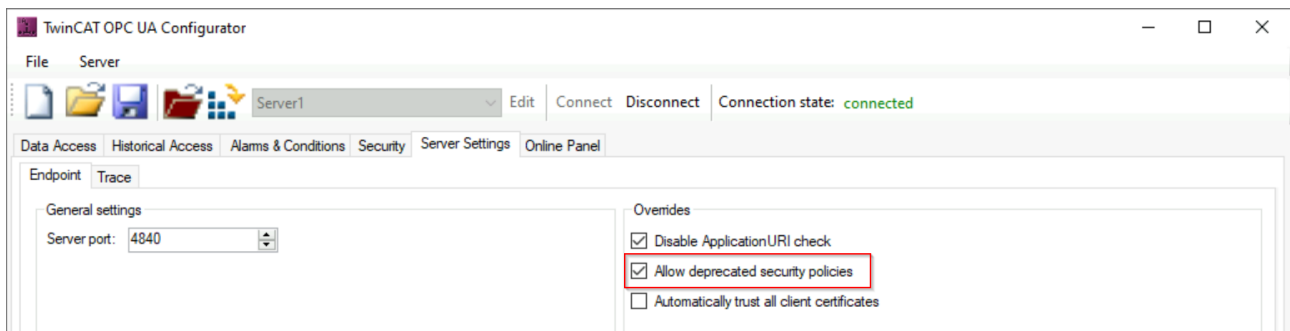 TwinCAT OPC UA Configurator
File Server
Server1 Edit Connect Disconnect Connection state: connected
Data Access Historical Access Alarms & Conditions Security Server Settings Online Panel
Endpoint Trace
General settings
Server port: 4840
Overrides
Disable ApplicationURI check
Allow deprecated security policies
Automatically trust all client certificates